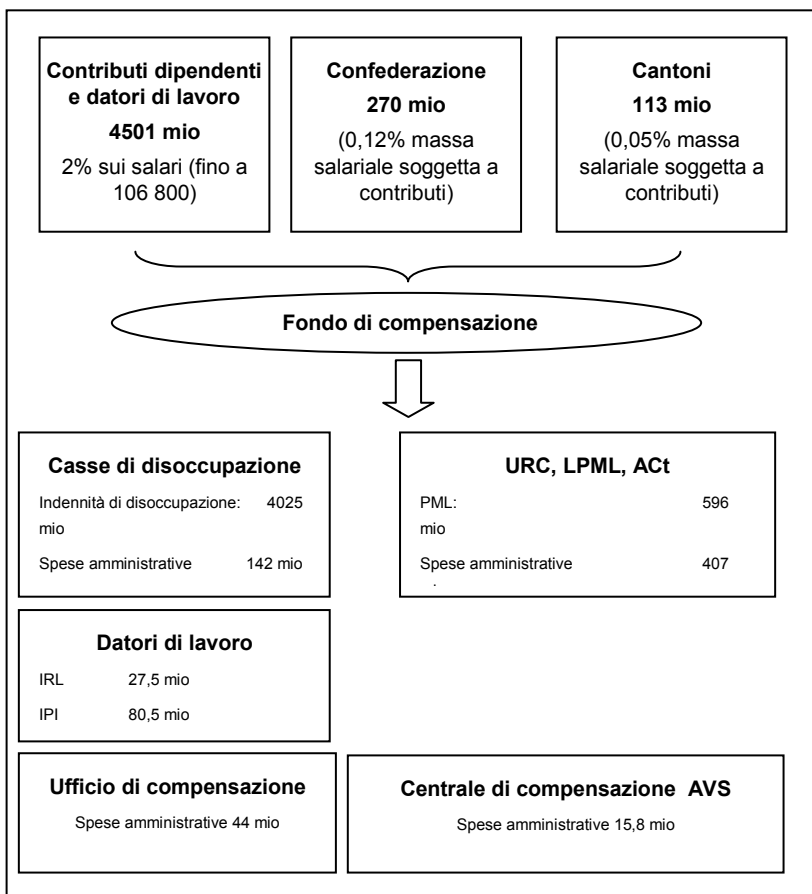 Contributi dipendenti
e datori di lavoro
4501 mio
2% sui salari (fino a
106 800)
Confederazione
270 mio
(0,12% massa
salariale soggetta a
contributi)
Cantoni
113 mio
(0,05% massa
salariale soggetta a
contributi)
Fondo di compensazione
Casse di disoccupazione
Indennità di disoccupazione: 4025
mio
Spese amministrative 142 mio
URC, LPML, ACt
PML: 596
mio
Spese amministrative 407
Datori di lavoro
IRL 27,5 mio
IPI 80,5 mio
Ufficio di compensazione
Spese amministrative 44 mio
Centrale di compensazione AVS
Spese amministrative 15,8 mio